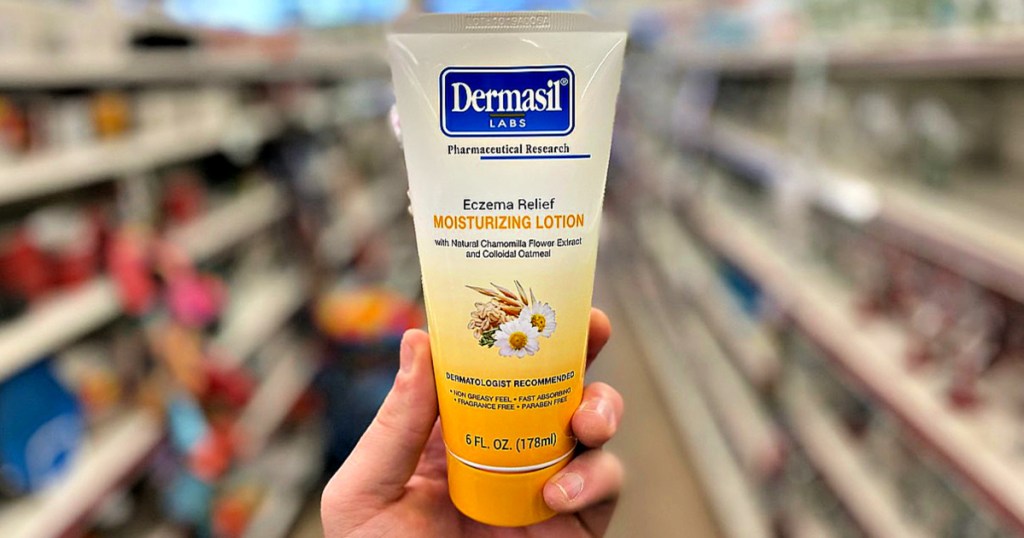 Dermasil®
LABS
Pharmaceutical Research
Eczema Relief
MOISTURIZING LOTION
with Natural Chamomilla Flower Extract
and Colloidal Oatmeal
DERMATOLOGIST RECOMMENDED
• NON GREASY FEEL • FAST ABSORBING
• FRAGRANCE FREE • PARABEN FREE
6 FL. OZ. (178ml)